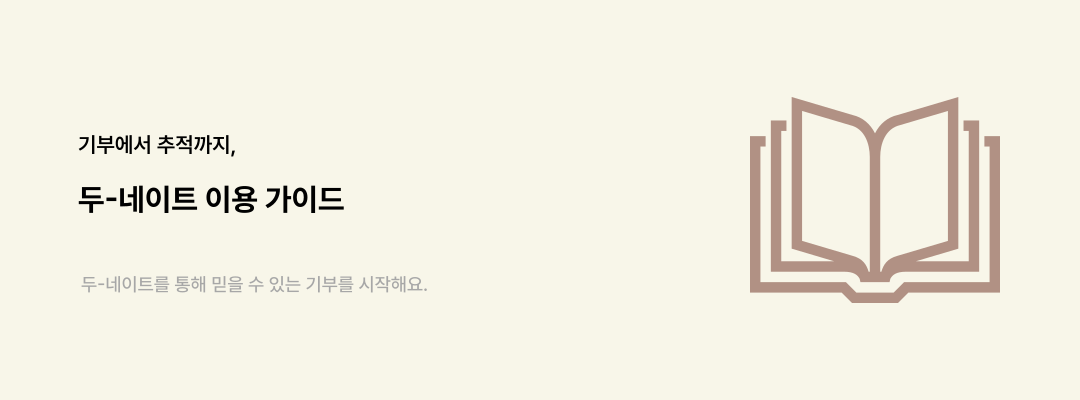 기부에서 추적까지,
두-네이트 이용 가이드
두-네이트를 통해 믿을 수 있는 기부를 시작해요.